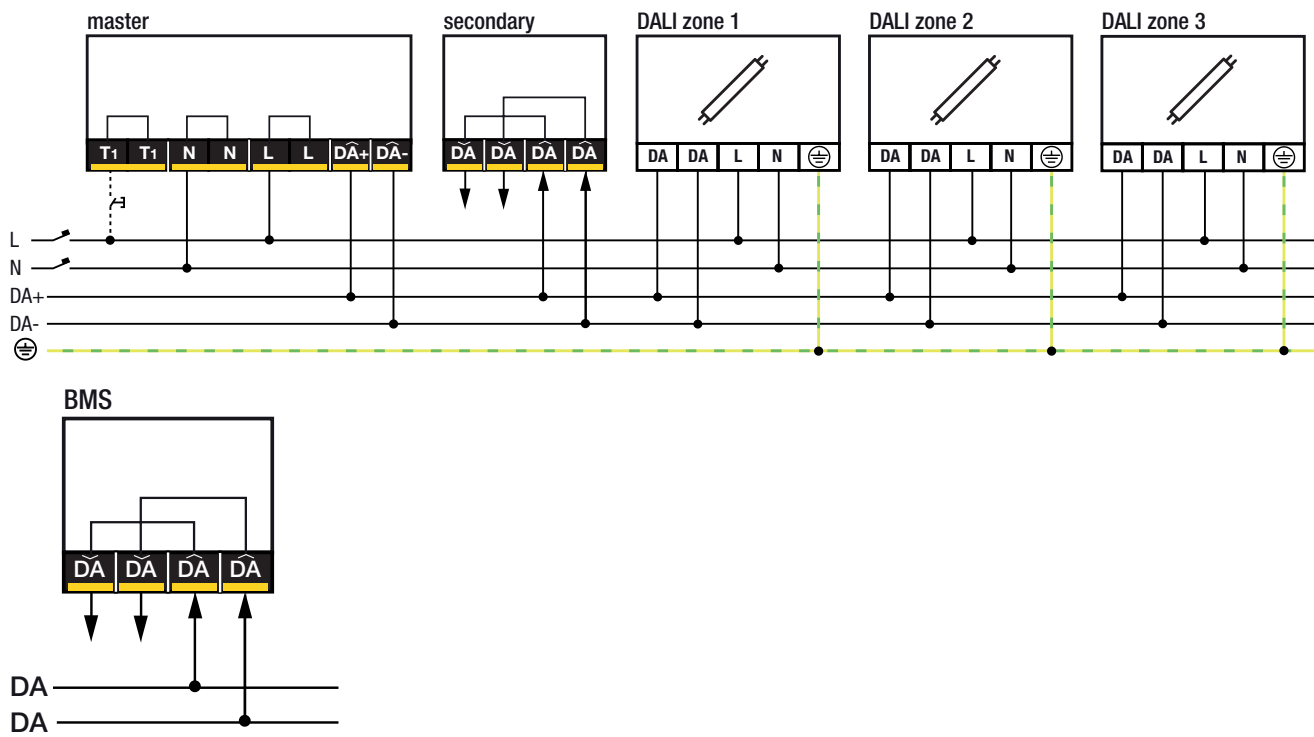 master secondary DALI zone 1 DALI zone 2 DALI zone 3
T1 T1 N N L L DA+ DA- DA DA DA DA DA DA L N DA DA L N DA DA L N
L
N
DA+
DA-
BMS
DA DA DA DA
DA
DA